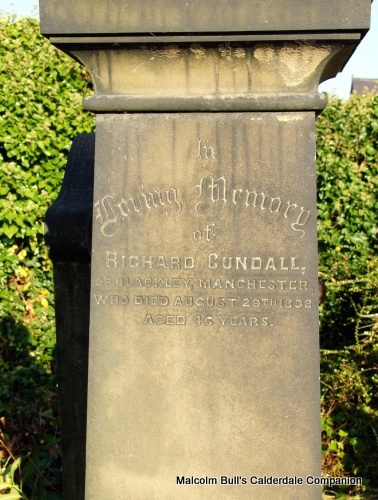 In
Loving Memory
of
RICHARD CUNDALL,
OF BLACKLEY, MANCHESTER,
WHO DIED AUGUST 29TH 1898
AGED 46 YEARS.
Malcolm Bull's Calderdale Companion